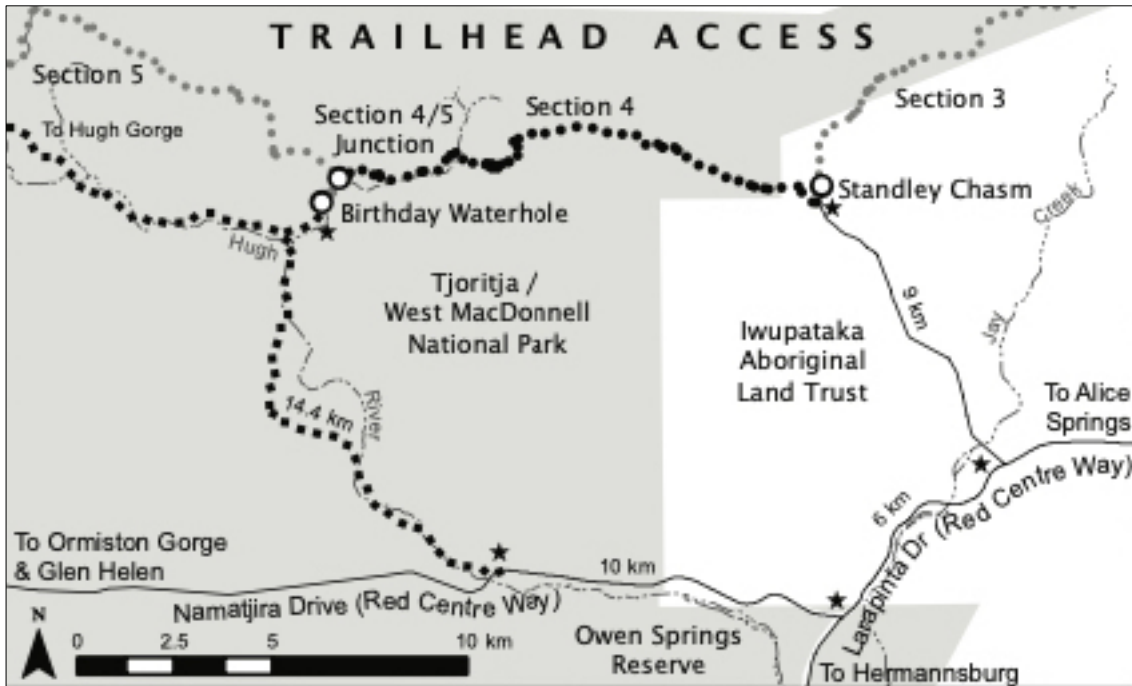 TRAILHEAD ACCESS
Section 5
Section 4/5
Junction
Section 4
Section 3
To Hugh Gorge
Birthday Waterhole
Standley Chasm
Hugh
Creek
Tjoritja /
West MacDonnell
National Park
9 km
Jay
Iwupataka
Aboriginal
Land Trust
14.4 km
River
To Alice
Springs
6 km
Larapinta Dr (Red Centre Way)
To Ormiston Gorge
& Glen Helen
10 km
Namatjira Drive (Red Centre Way)
N
0 2.5 5 10 km
Owen Springs
Reserve
To Hermannsburg